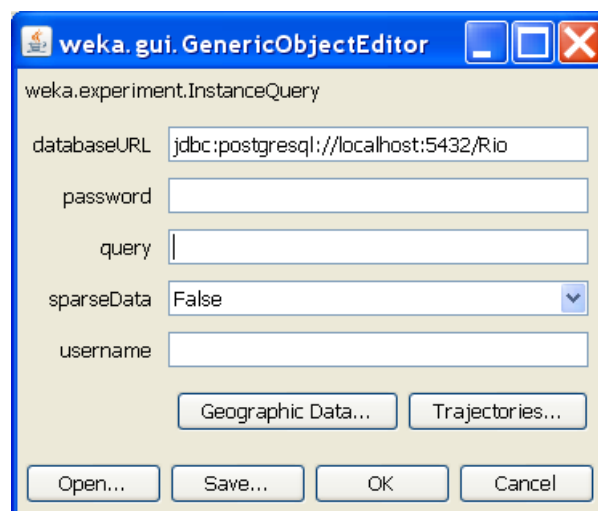 weka.gui.GenericObjectEditor
weka.experiment.InstanceQuery
databaseURL jdbc:postgresql://localhost:5432/Rio
password
query
sparseData False
username
Geographic Data... Trajectories...
Open... Save... OK Cancel